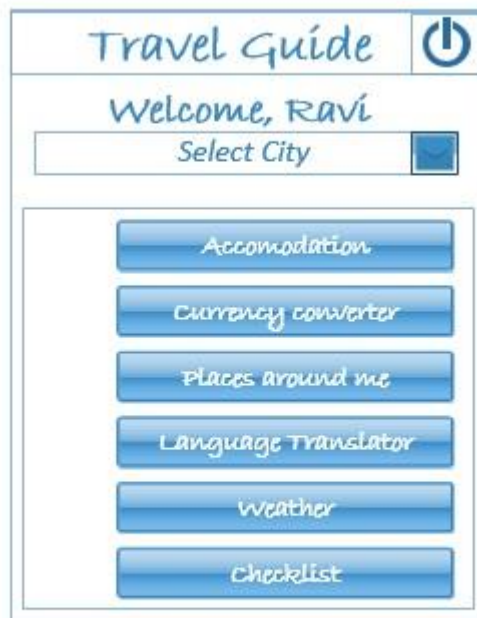 Travel Guide
Welcome, Ravi
Select City
Accomodation
Currency converter
Places around me
Language Translator
Weather
Checklist